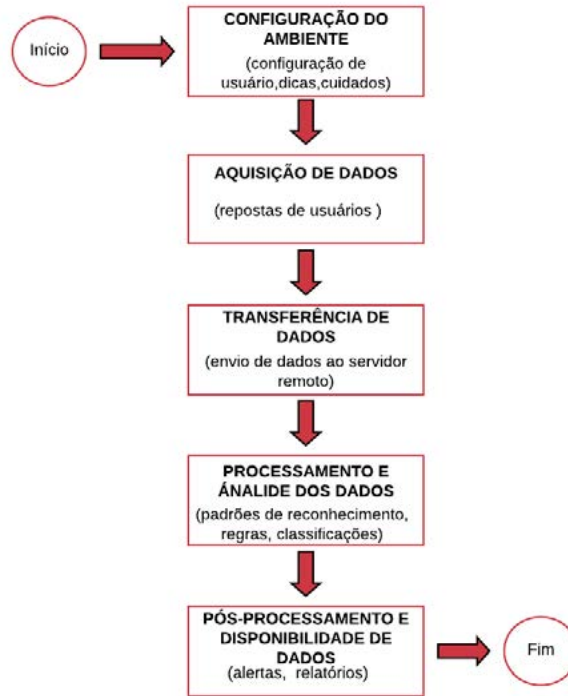 Início
CONFIGURAÇÃO DO
AMBIENTE
(configuração de
usuário,dicas,cuidados)
AQUISIÇÃO DE DADOS
(repostas de usuários )
TRANSFERÊNCIA DE
DADOS
(envio de dados ao servidor
remoto)
PROCESSAMENTO E
ÁNALIDE DOS DADOS
(padrões de reconhecimento,
regras, classificações)
PÓS-PROCESSAMENTO E
DISPONIBILIDADE DE
DADOS
(alertas, relatórios)
Fim